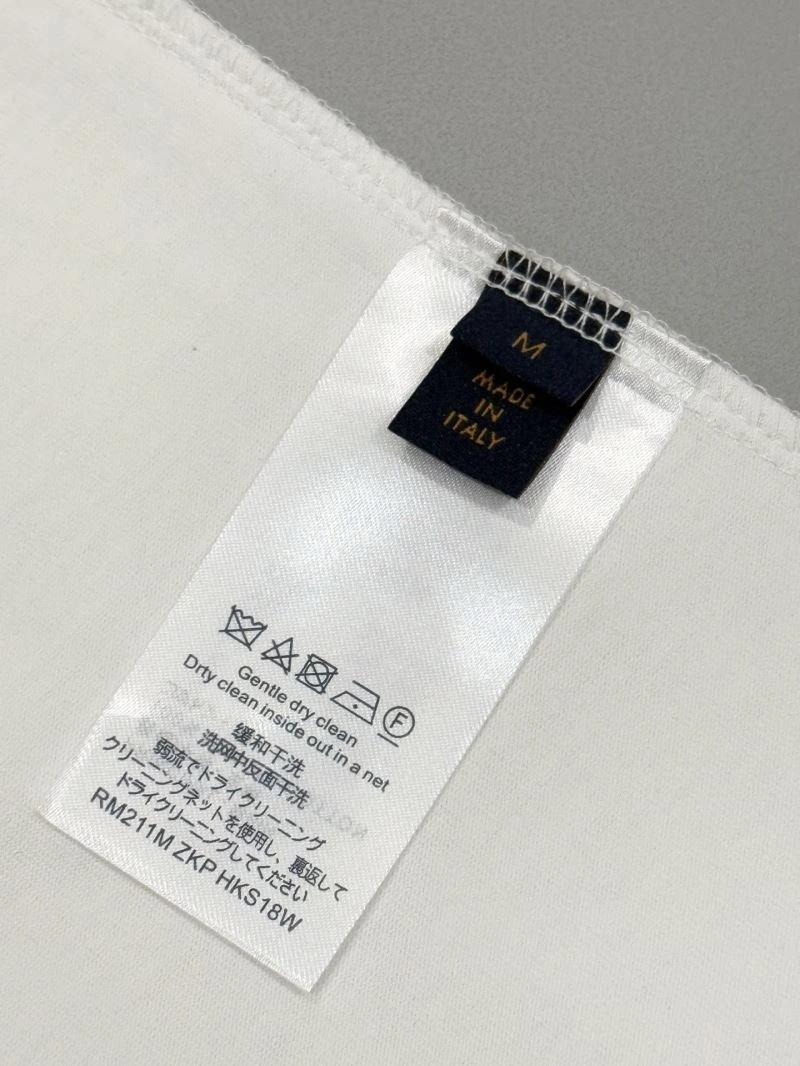 M
MADE
IN
ITALY
F
Gentle dry clean
Drty clean inside out in a net
缓和干洗
洗网中反面干洗
弱流でドライクリーニング
クリーニングネットを使用し、裏返して
ドライクリーニングしてください
RM211M ZKP HKS18W